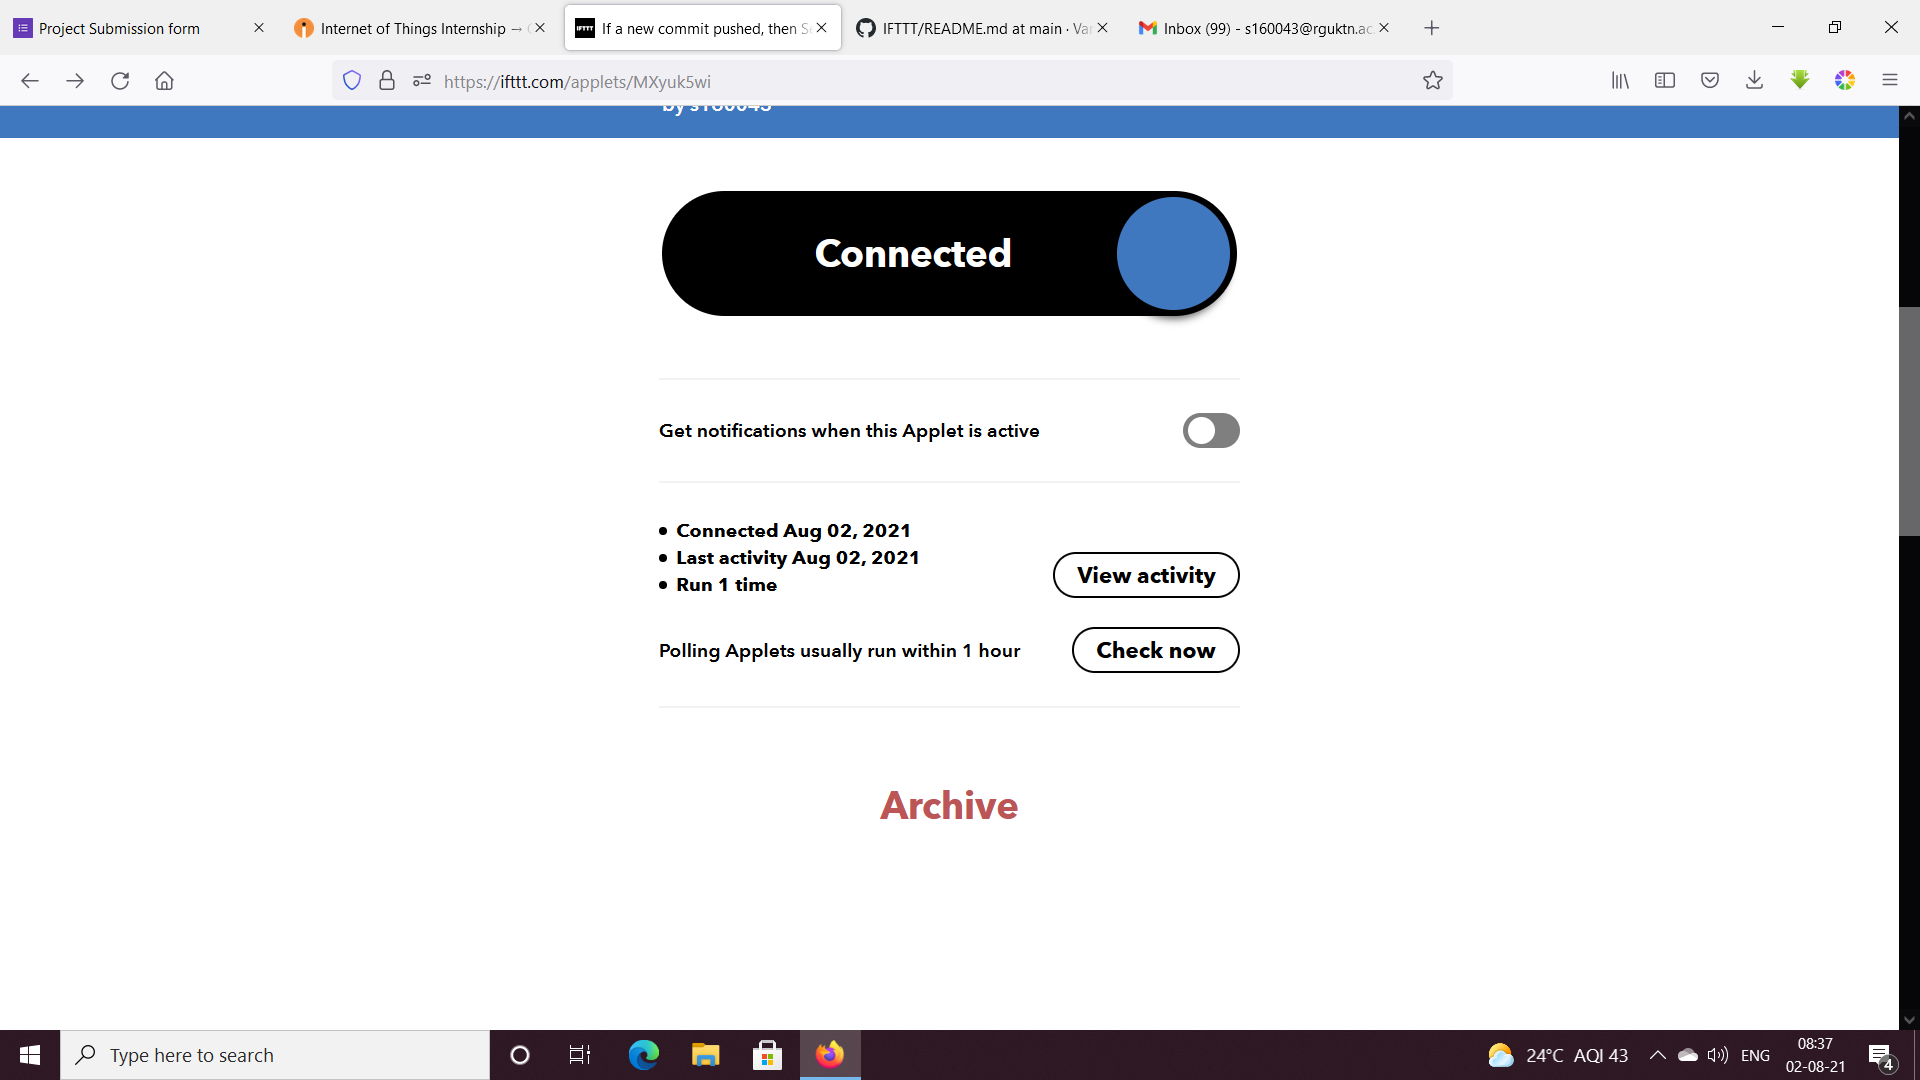 Project Submission form
Internet of Things Internship →
IFTTT
If a new commit pushed, then S
IFTTT/README.md at main · Va
Inbox (99) - s160043@rguktn.ac.
https://ifttt.com/applets/MXyuk5wi
by s160043
Connected
Get notifications when this Applet is active
Connected Aug 02, 2021
Last activity Aug 02, 2021
Run 1 time
View activity
Polling Applets usually run within 1 hour
Check now
Archive
Type here to search
24°C AQI 43
ENG
08:37
02-08-21
4